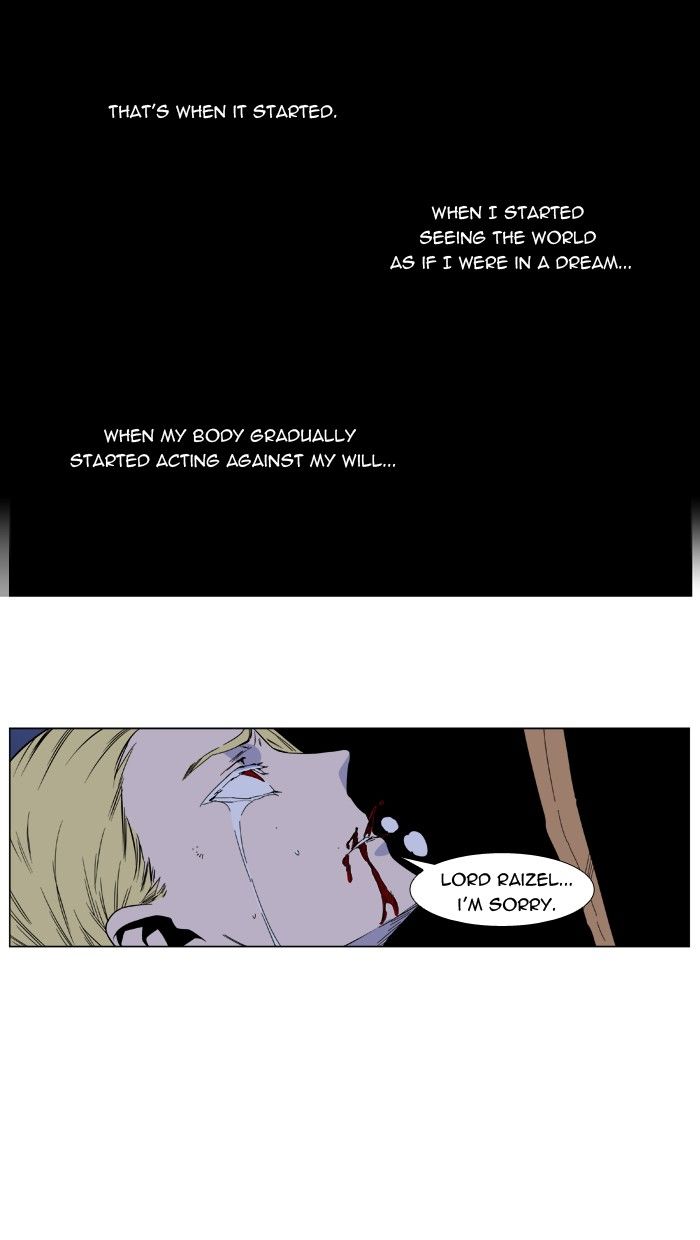 THAT'S WHEN IT STARTED.
WHEN I STARTED
SEEING THE WORLD
AS IF I WERE IN A DREAM...
WHEN MY BODY GRADUALLY
STARTED ACTING AGAINST MY WILL...
LORD RAIZEL...
I'M SORRY.